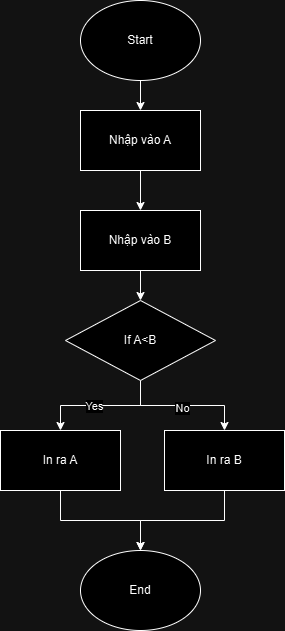 Start
Nhập vào A
Nhập vào B
If A<B
Yes
No
In ra A
In ra B
End